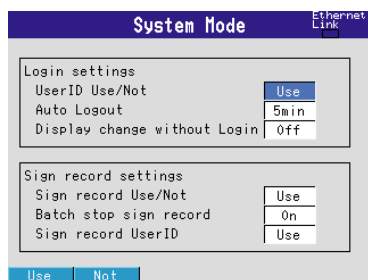 System Mode
Ethernet
Link
Login settings
UserID Use/Not Use
Auto Logout 5min
Display change without Login Off
Sign record settings
Sign record Use/Not Use
Batch stop sign record On
Sign record UserID Use
Use Not